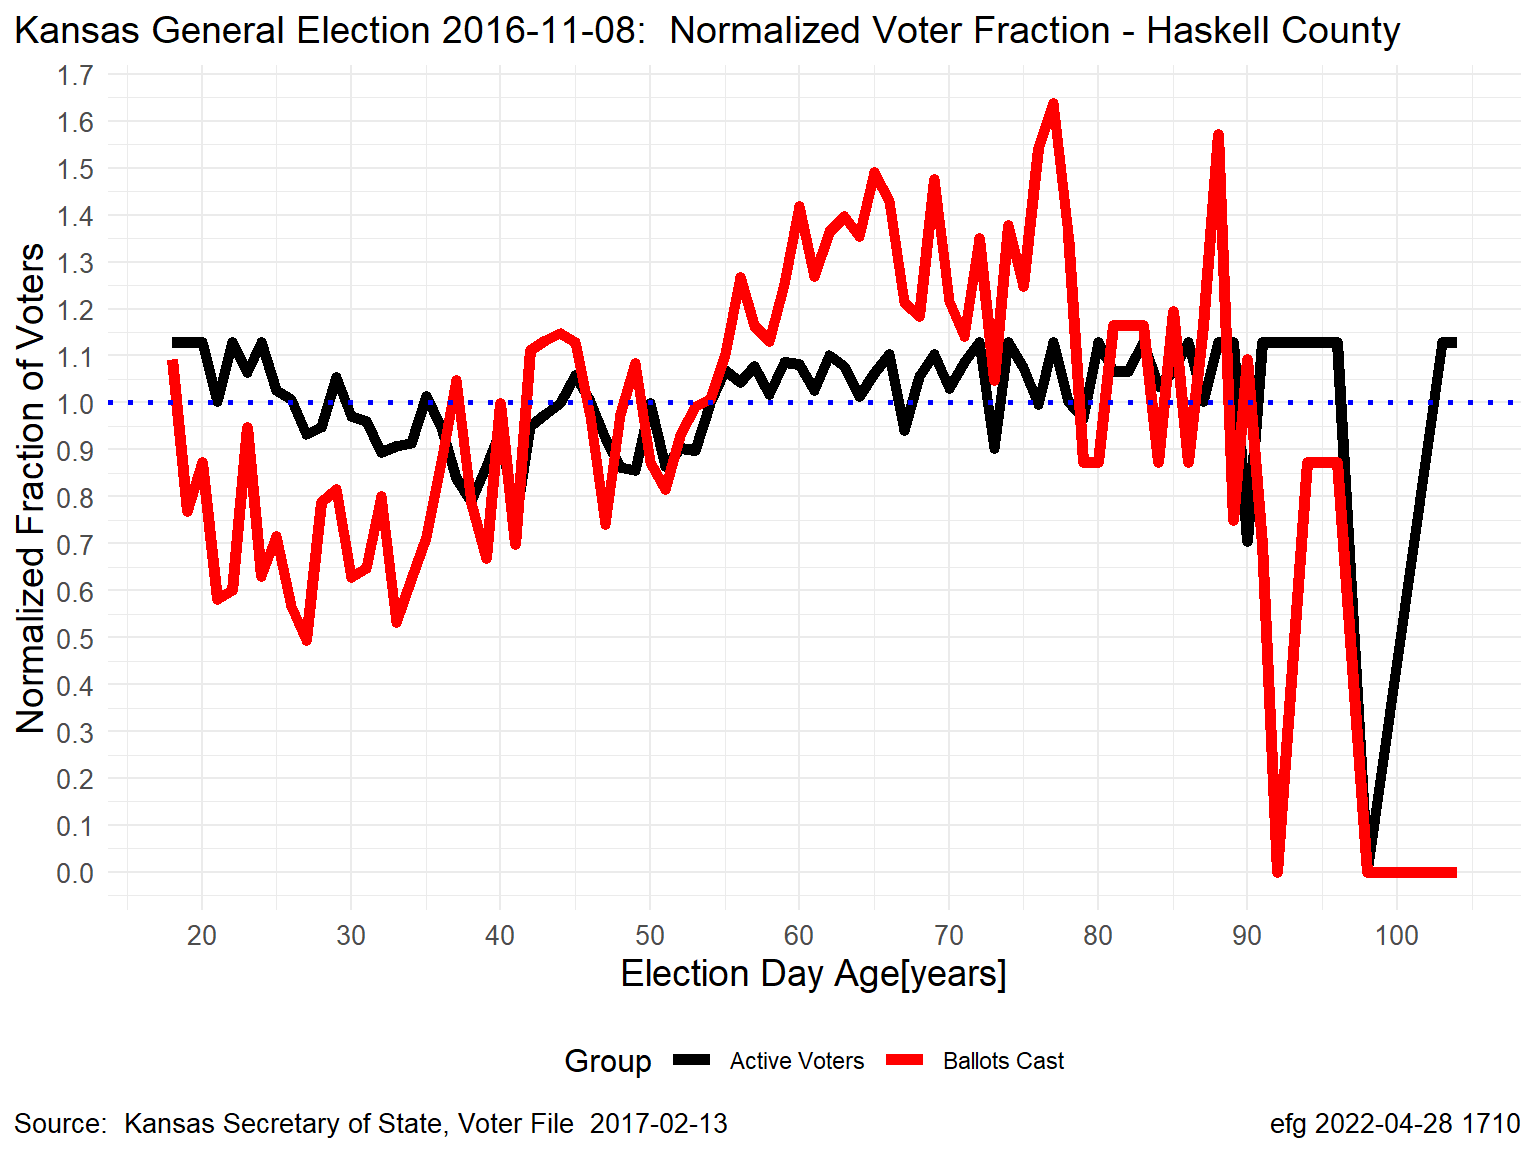 Kansas General Election 2016-11-08:  Normalized Voter Fraction - Haskell County
Normalized Fraction of Voters
1.7
1.6
1.5
1.4
1.3
1.2
1.1
1.0
0.9
0.8
0.7
0.6
0.5
0.4
0.3
0.2
0.1
0.0
20 30 40 50 60 70 80 90 100
Election Day Age[years]
Group Active Voters Ballots Cast
Source:  Kansas Secretary of State, Voter File  2017-02-13
efg 2022-04-28 1710